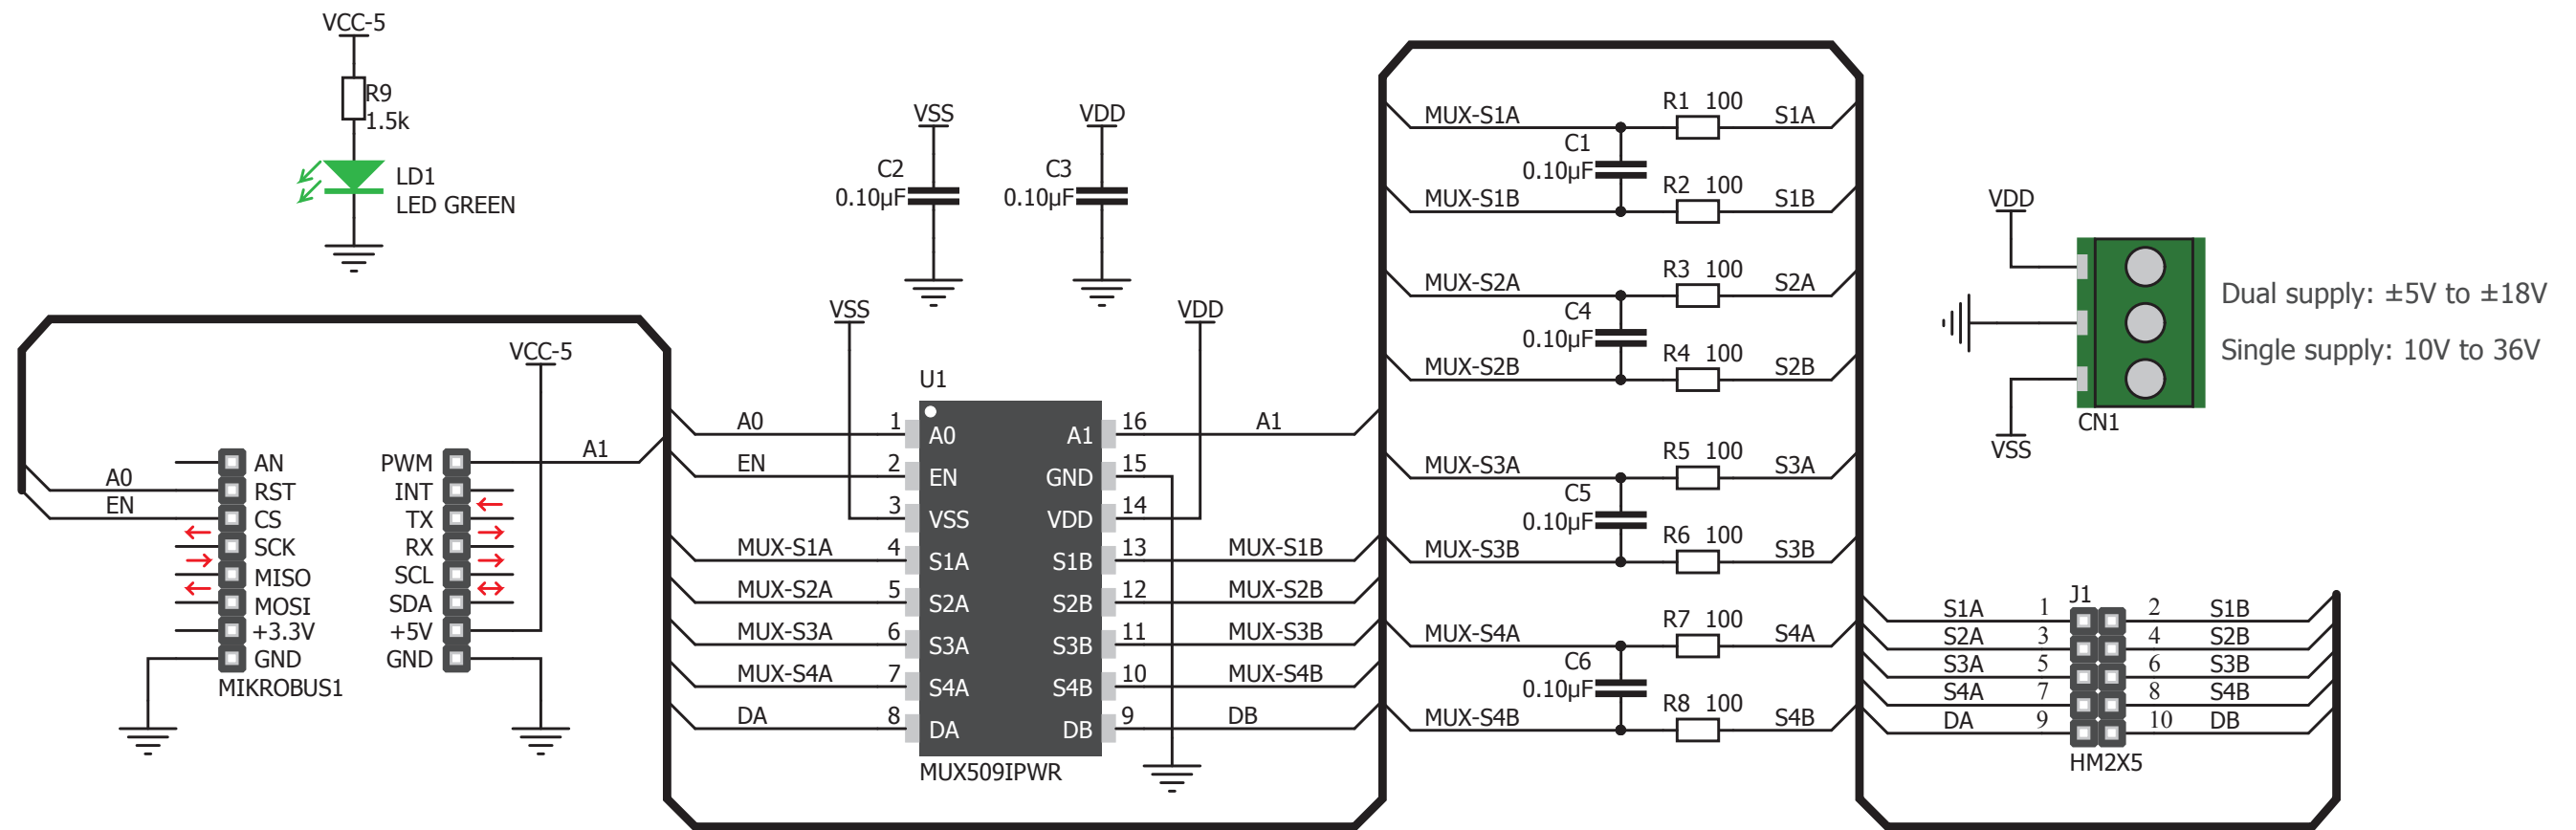 VCC-5
R9
1.5k
LD1
LED GREEN
VSS
C2
0.10µF
VDD
C3
0.10µF
VSS
VDD
VCC-5
A0
EN
A1
AN
RST
CS
SCK
MISO
MOSI
+3.3V
GND
PWM
INT
TX
RX
SCL
SDA
+5V
GND
MIKROBUS1
U1
A0 1 A0
EN 2 EN
3 VSS
MUX-S1A 4 S1A
MUX-S2A 5 S2A
MUX-S3A 6 S3A
MUX-S4A 7 S4A
DA 8 DA
A1 16 A1
GND 15
VDD 14
S1B 13 MUX-S1B
S2B 12 MUX-S2B
S3B 11 MUX-S3B
S4B 10 MUX-S4B
DB 9 DB
MUX509IPWR
MUX-S1A R1 100 S1A
C1
0.10µF
MUX-S1B R2 100 S1B
MUX-S2A R3 100 S2A
C4
0.10µF
MUX-S2B R4 100 S2B
MUX-S3A R5 100 S3A
C5
0.10µF
MUX-S3B R6 100 S3B
MUX-S4A R7 100 S4A
C6
0.10µF
MUX-S4B R8 100 S4B
VDD
Dual supply: ±5V to ±18V
Single supply: 10V to 36V
CN1
VSS
J1
S1A 1 2 S1B
S2A 3 4 S2B
S3A 5 6 S3B
S4A 7 8 S4B
DA 9 10 DB
HM2X5